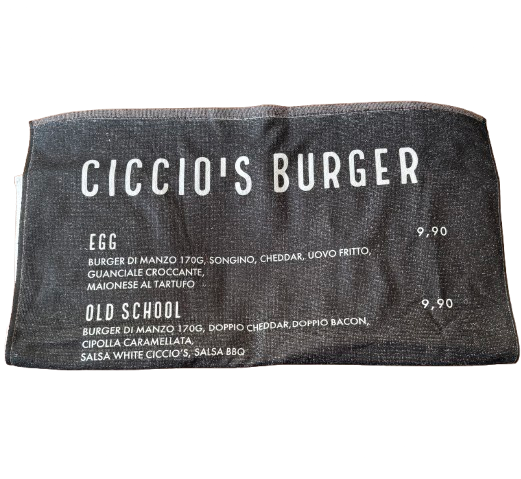 CICCIO'S BURGER
EGG 9,90
BURGER DI MANZO 170G, SONGINO, CHEDDAR, UOVO FRITTO,
GUANCIALE CROCCANTE,
MAIONESE AL TARTUFO
OLD SCHOOL 9,90
BURGER DI MANZO 170G, DOPPIO CHEDDAR, DOPPIO BACON,
CIPOLLA CARAMELLATA,
SALSA WHITE CICCIO'S, SALSA BBQ